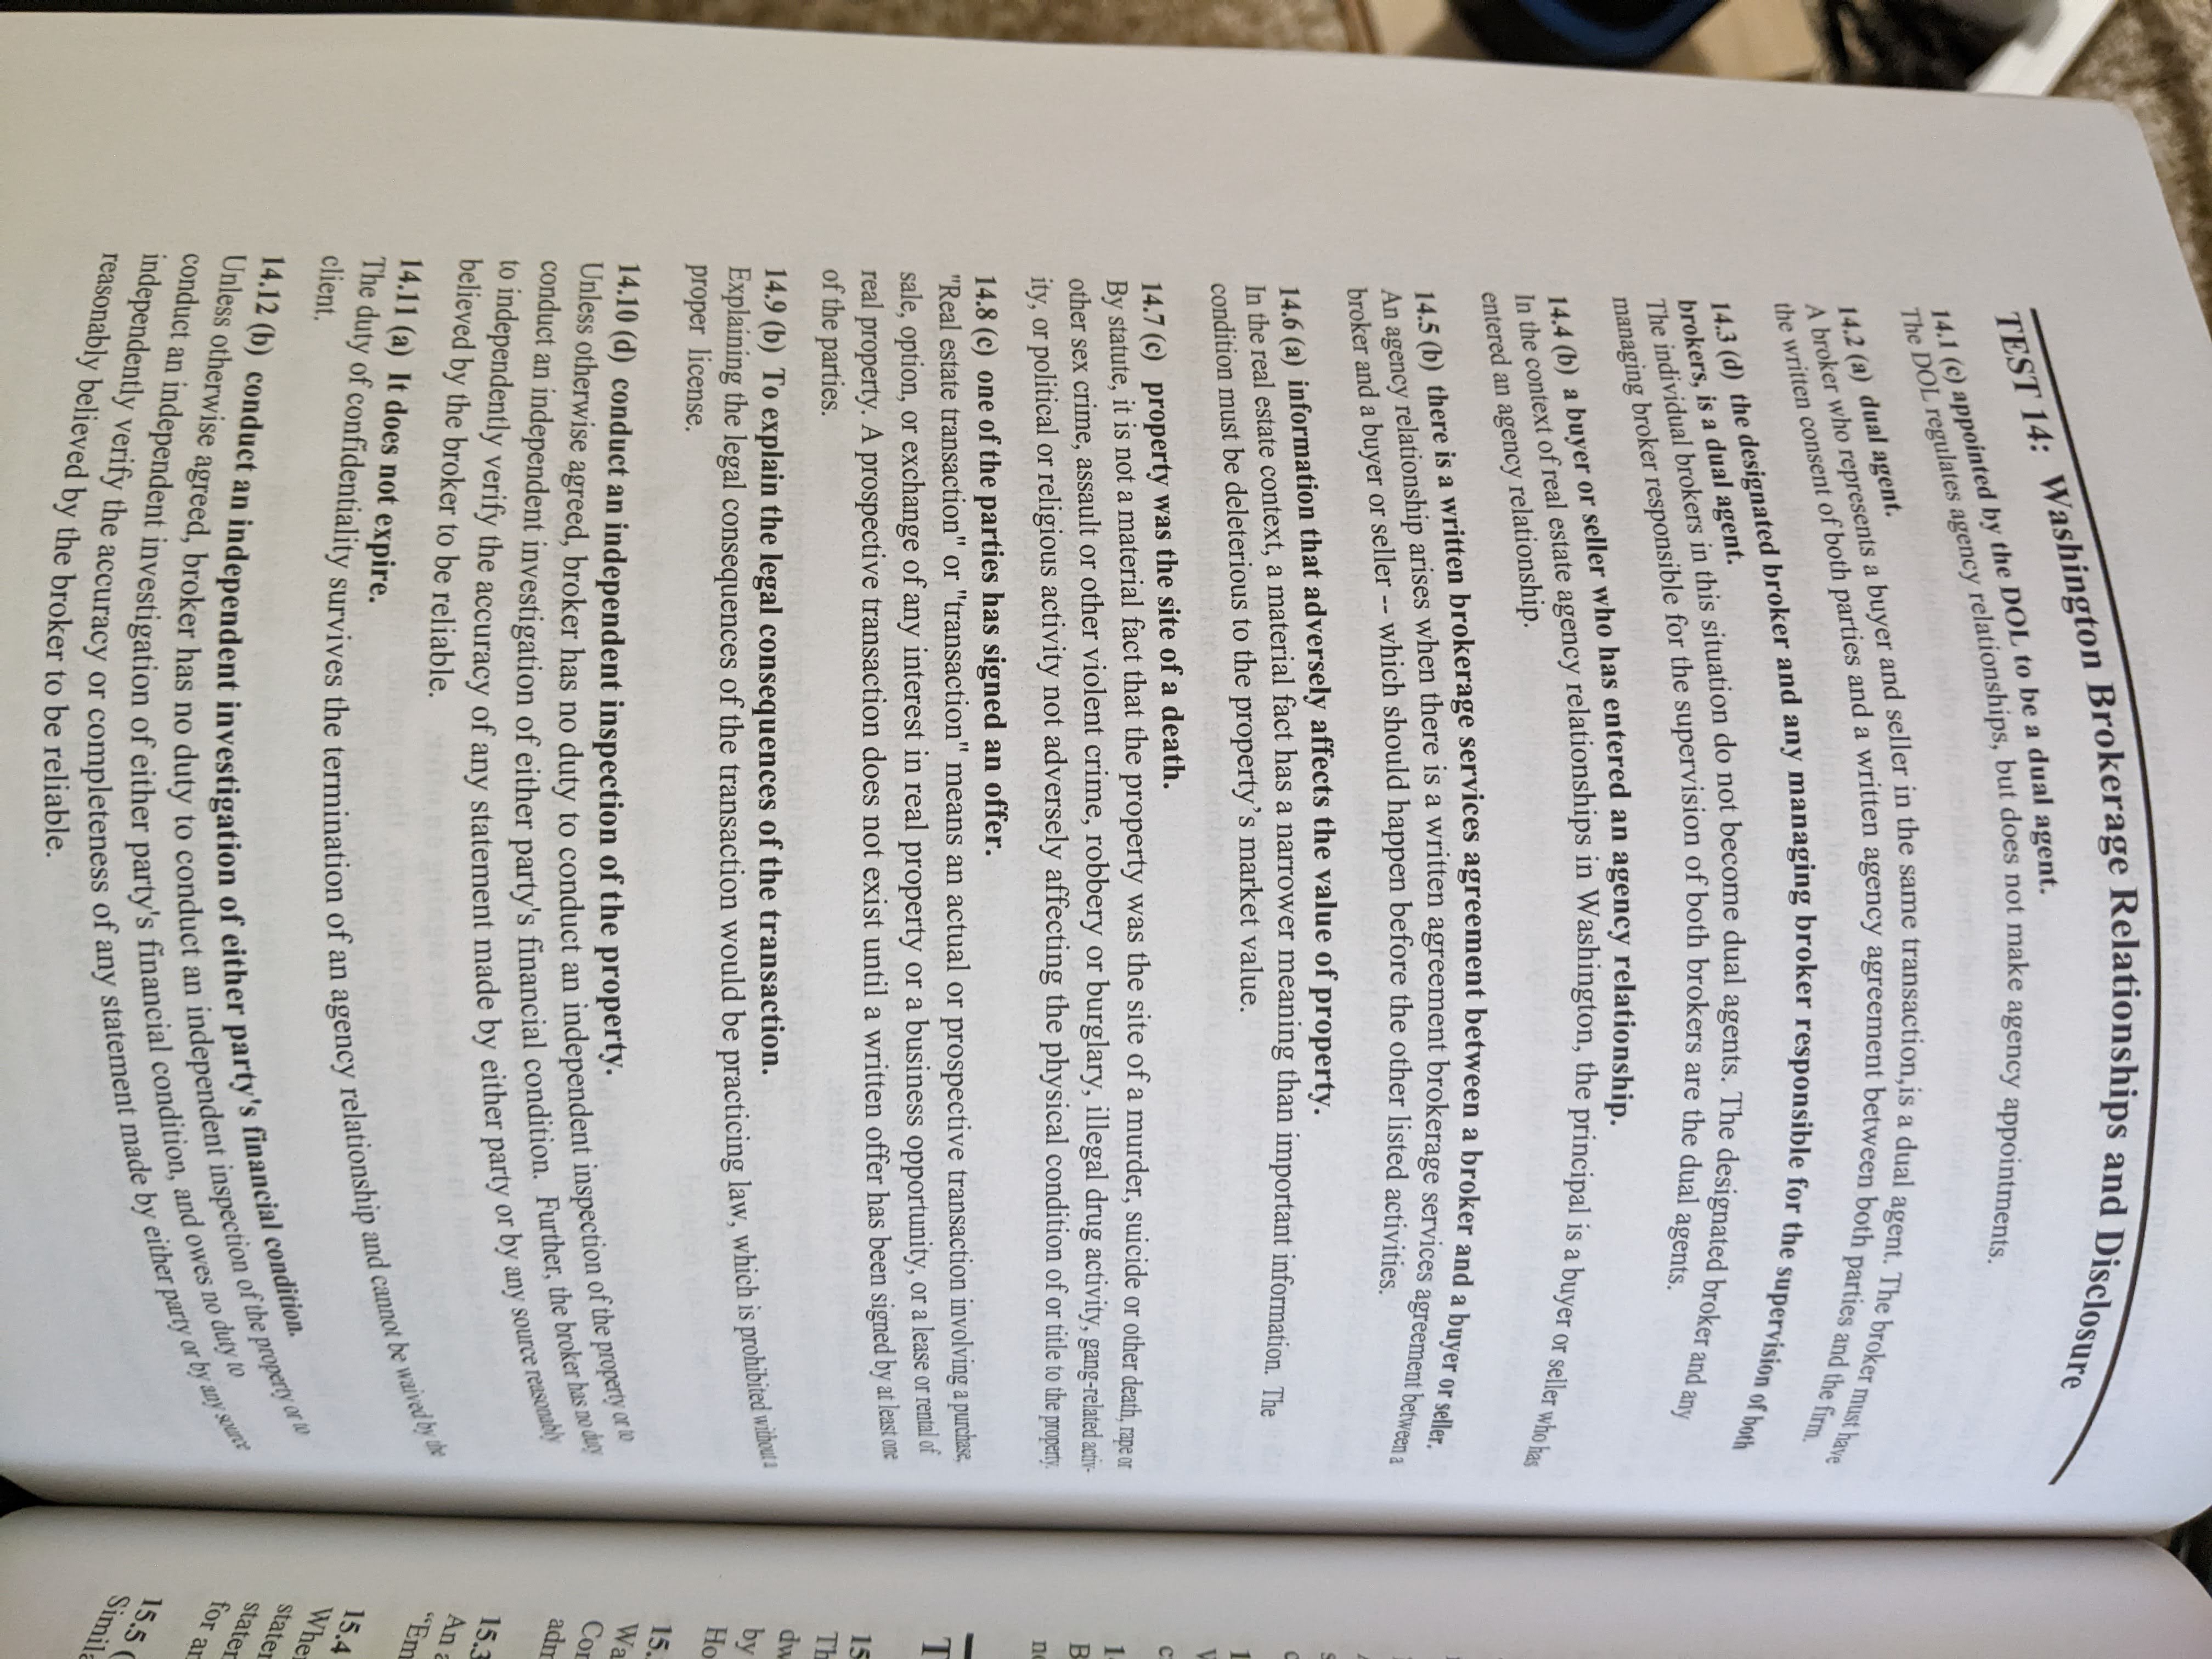 TEST 14: Washington Brokerage Relationships and Disclosure
14.1 (c) appointed by the DOL to be a dual agent.
The DOL regulates agency relationships, but does not make agency appointments.
14.2 (a) dual agent.
A broker who represents a buyer and seller in the same transaction,is a dual agent. The broker must have
the written consent of both parties and a written agency agreement between both parties and the firm.
14.3 (d) the designated broker and any managing broker responsible for the supervision of both
brokers, is a dual agent.
The individual brokers in this situation do not become dual agents. The designated broker and any
managing broker responsible for the supervision of both brokers are the dual agents.
14.4 (b) a buyer or seller who has entered an agency relationship.
In the context of real estate agency relationships in Washington, the principal is a buyer or seller who has
entered an agency relationship.
14.5 (b) there is a written brokerage services agreement between a broker and a buyer or seller.
An agency relationship arises when there is a written agreement brokerage services agreement between a
broker and a buyer or seller -- which should happen before the other listed activities.
14.6 (a) information that adversely affects the value of property.
In the real estate context, a material fact has a narrower meaning than important information. The
condition must be deleterious to the property's market value.
14.7 (c) property was the site of a death.
By statute, it is not a material fact that the property was the site of a murder, suicide or other death, rape or
other sex crime, assault or other violent crime, robbery or burglary, illegal drug activity, gang-related activ-
ity, or political or religious activity not adversely affecting the physical condition of or title to the property.
14.8 (c) one of the parties has signed an offer.
"Real estate transaction" or "transaction" means an actual or prospective transaction involving a purchase,
sale, option, or exchange of any interest in real property or a business opportunity, or a lease or rental of
real property. A prospective transaction does not exist until a written offer has been signed by at least one
of the parties.
14.9 (b) To explain the legal consequences of the transaction.
Explaining the legal consequences of the transaction would be practicing law, which is prohibited without a
proper license.
14.10 (d) conduct an independent inspection of the property.
Unless otherwise agreed, broker has no duty to conduct an independent inspection of the property or to
conduct an independent investigation of either party's financial condition. Further, the broker has no duty
to independently verify the accuracy of any statement made by either party or by any source reasonably
believed by the broker to be reliable.
14.11 (a) It does not expire.
The duty of confidentiality survives the termination of an agency relationship and cannot be waived by the
client.
14.12 (b) conduct an independent investigation of either party's financial condition.
Unless otherwise agreed, broker has no duty to conduct an independent inspection of the property or to
conduct an independent investigation of either party's financial condition, and owes no duty to
independently verify the accuracy or completeness of any statement made by either party or by any source
reasonably believed by the broker to be reliable.
T
15
Th
dw
by
Ho
15.
Wa
Con
adm
15.3
An a
"Em
15.4
Whe
state
for a
15.5 (
Simil